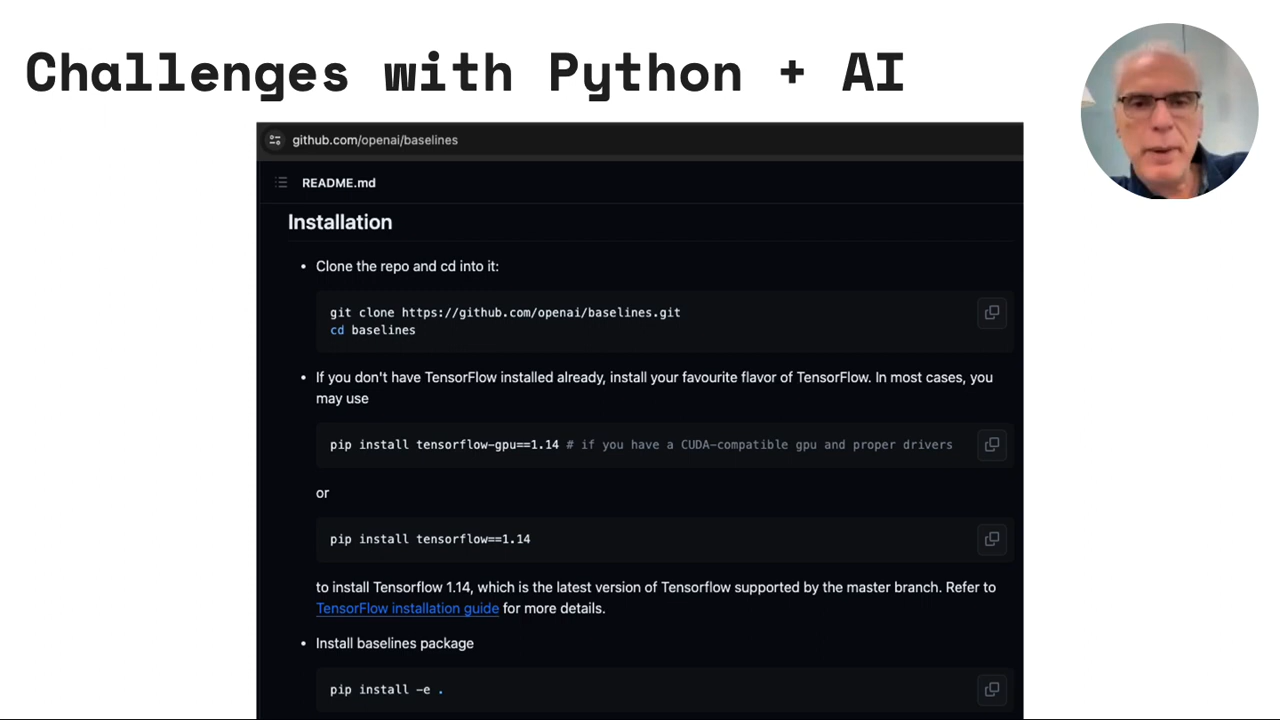 Challenges with Python + AI
github.com/openai/baselines
README.md
Installation
• Clone the repo and cd into it:
git clone https://github.com/openai/baselines.git
cd baselines
• If you don't have TensorFlow installed already, install your favourite flavor of TensorFlow. In most cases, you
may use
pip install tensorflow-gpu==1.14 # if you have a CUDA-compatible gpu and proper drivers
or
pip install tensorflow==1.14
to install Tensorflow 1.14, which is the latest version of Tensorflow supported by the master branch. Refer to
TensorFlow installation guide for more details.
• Install baselines package
pip install -e .